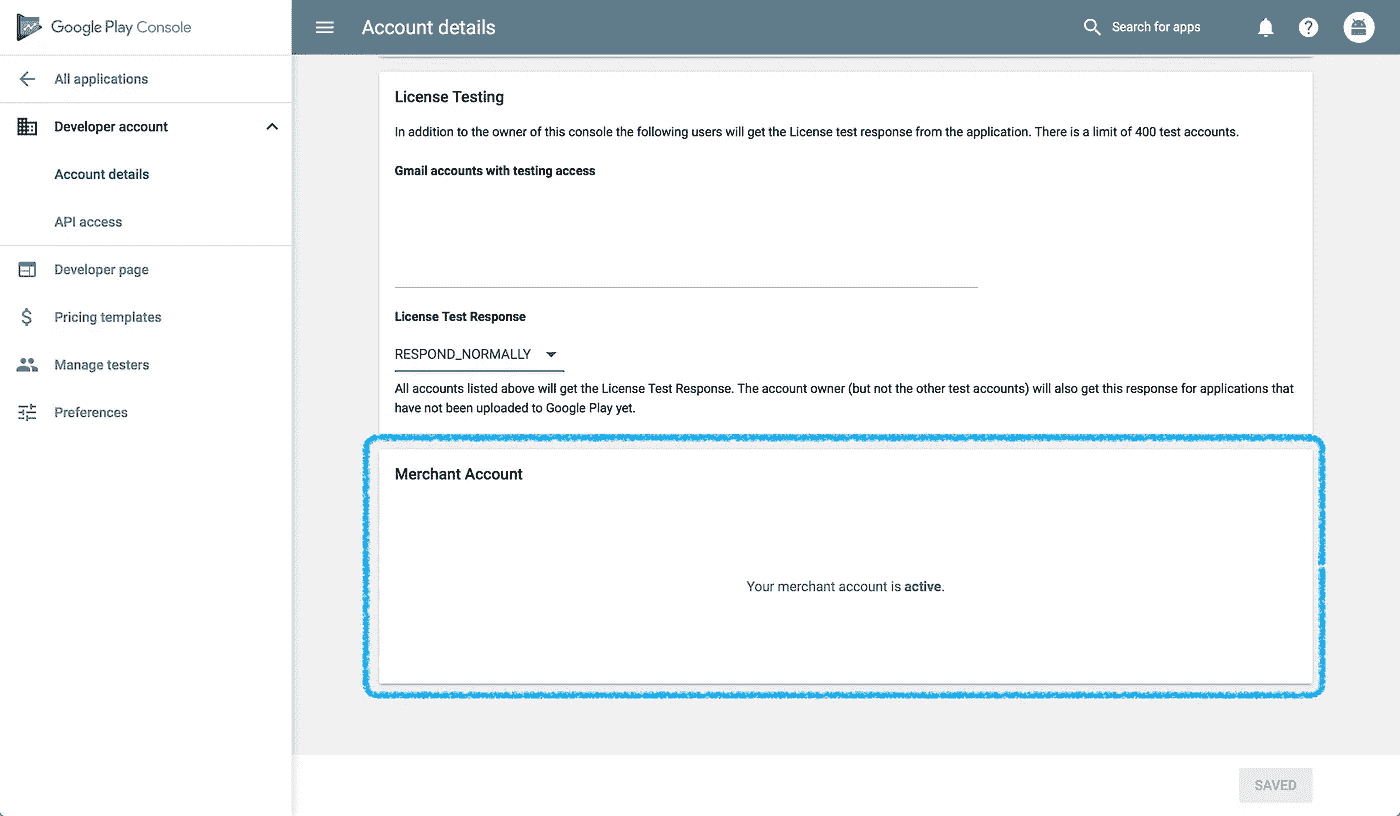 Google Play Console
Account details
Search for apps
All applications
Developer account
Account details
API access
Developer page
Pricing templates
Manage testers
Preferences
License Testing
In addition to the owner of this console the following users will get the License test response from the application. There is a limit of 400 test accounts.
Gmail accounts with testing access
License Test Response
RESPOND_NORMALLY
All accounts listed above will get the License Test Response. The account owner (but not the other test accounts) will also get this response for applications that
have not been uploaded to Google Play yet.
Merchant Account
Your merchant account is active.
SAVED